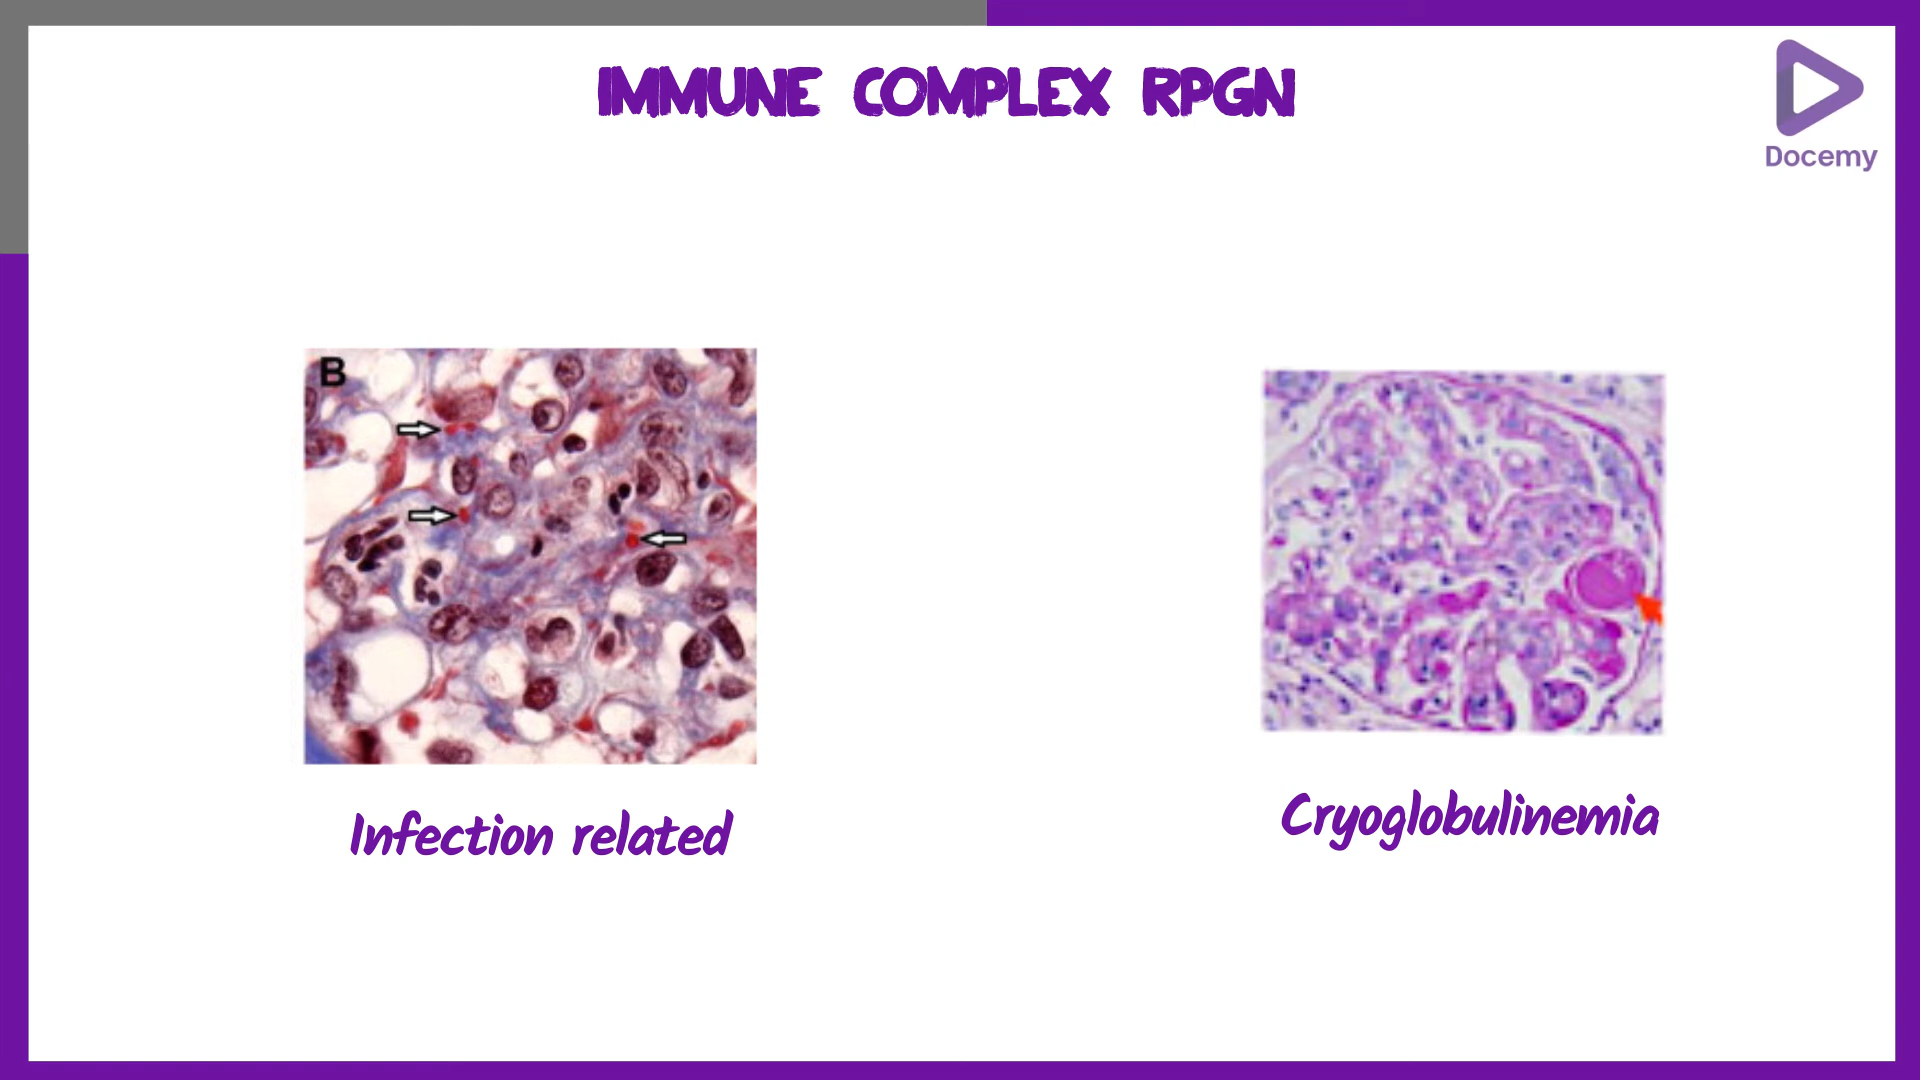 IMMUNE COMPLEX RPGN
Docemy
B
Infection related
Cryoglobulinemia